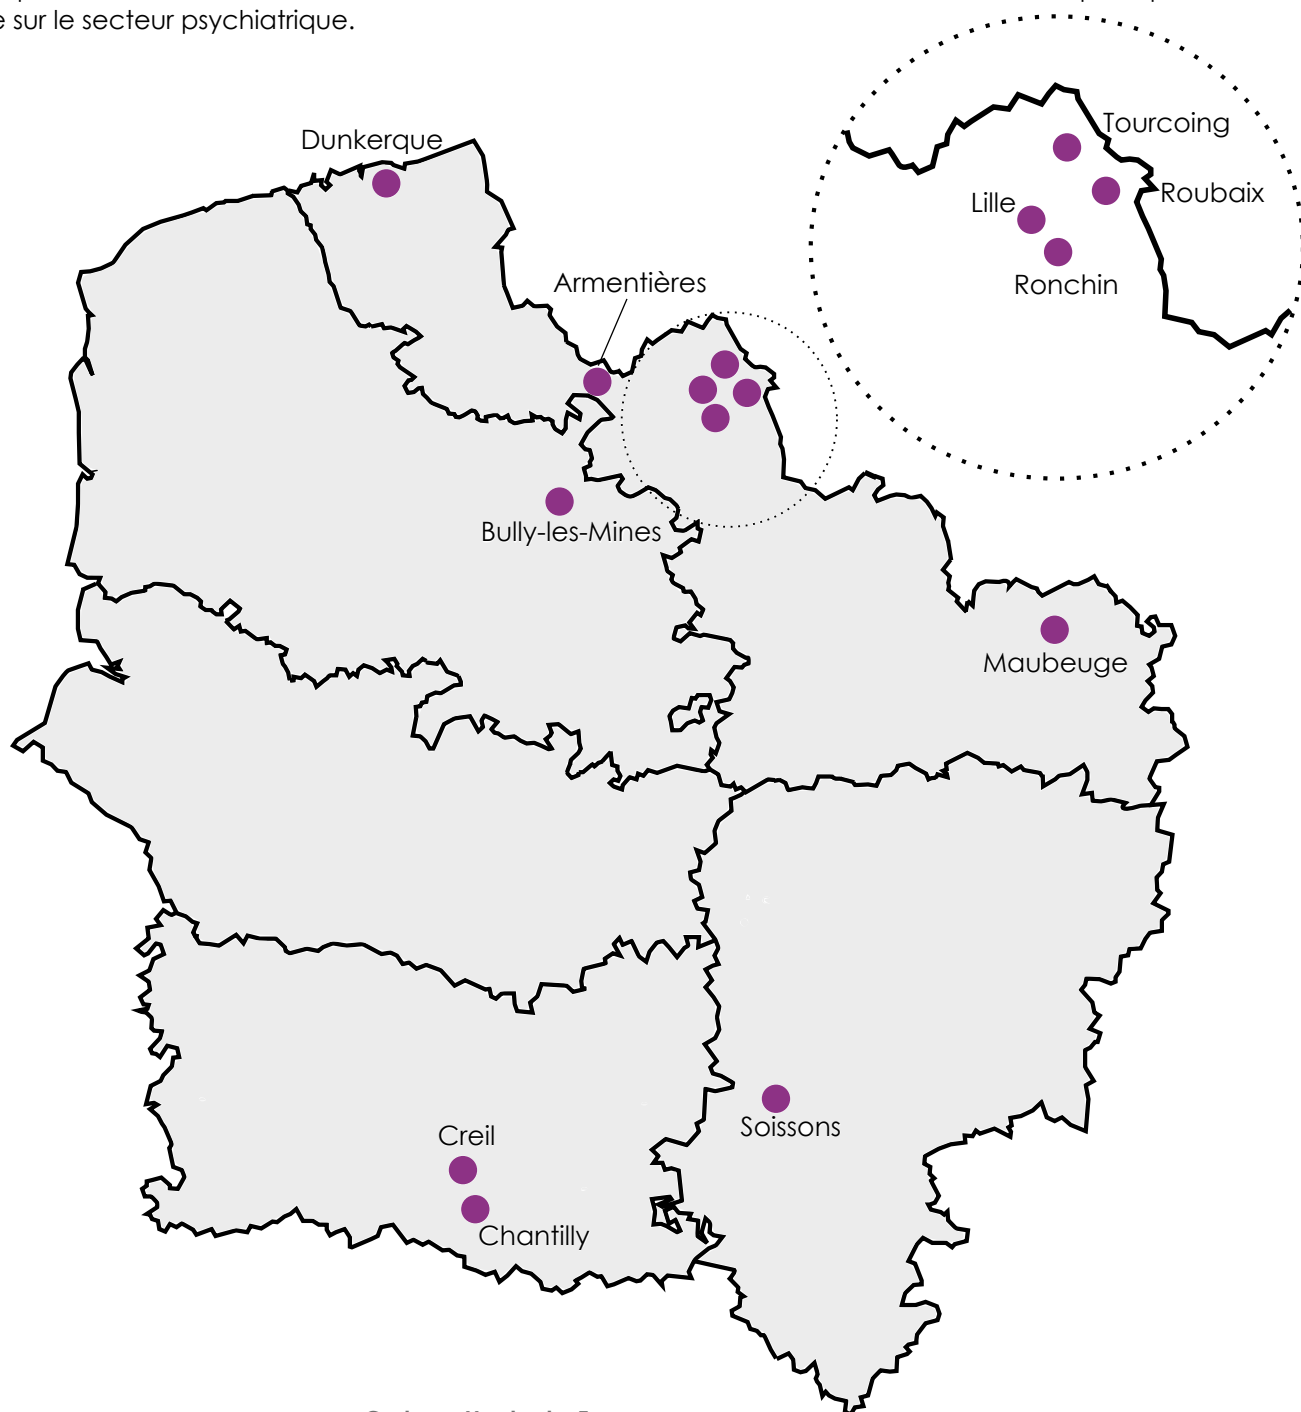 sur le secteur psychiatrique.
Tourcoing
Dunkerque
Roubaix
Lille
Armentières
Ronchin
Bully-les-Mines
Maubeuge
Soissons
Creil
Chantilly